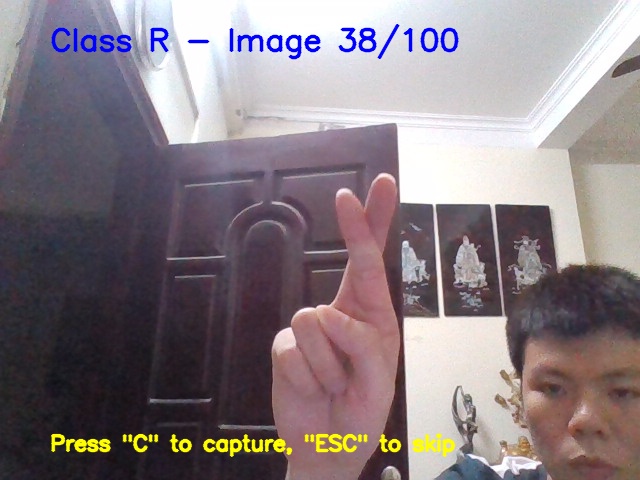 Class R - Image 38/100
Press "C" to capture, "ESC" to skip